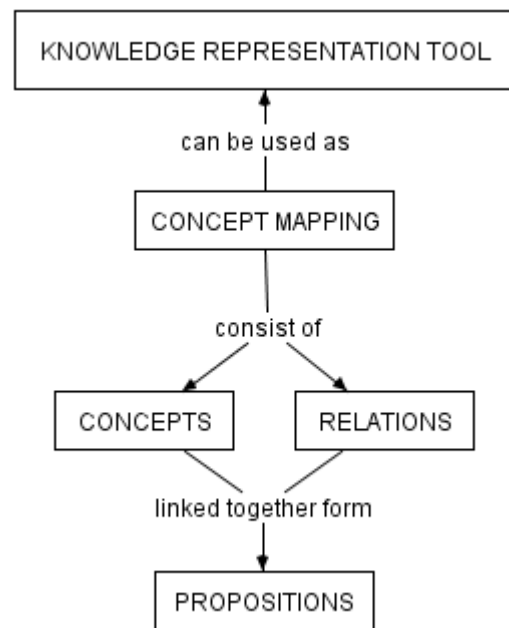 KNOWLEDGE REPRESENTATION TOOL
can be used as
CONCEPT MAPPING
consist of
CONCEPTS
RELATIONS
linked together form
PROPOSITIONS